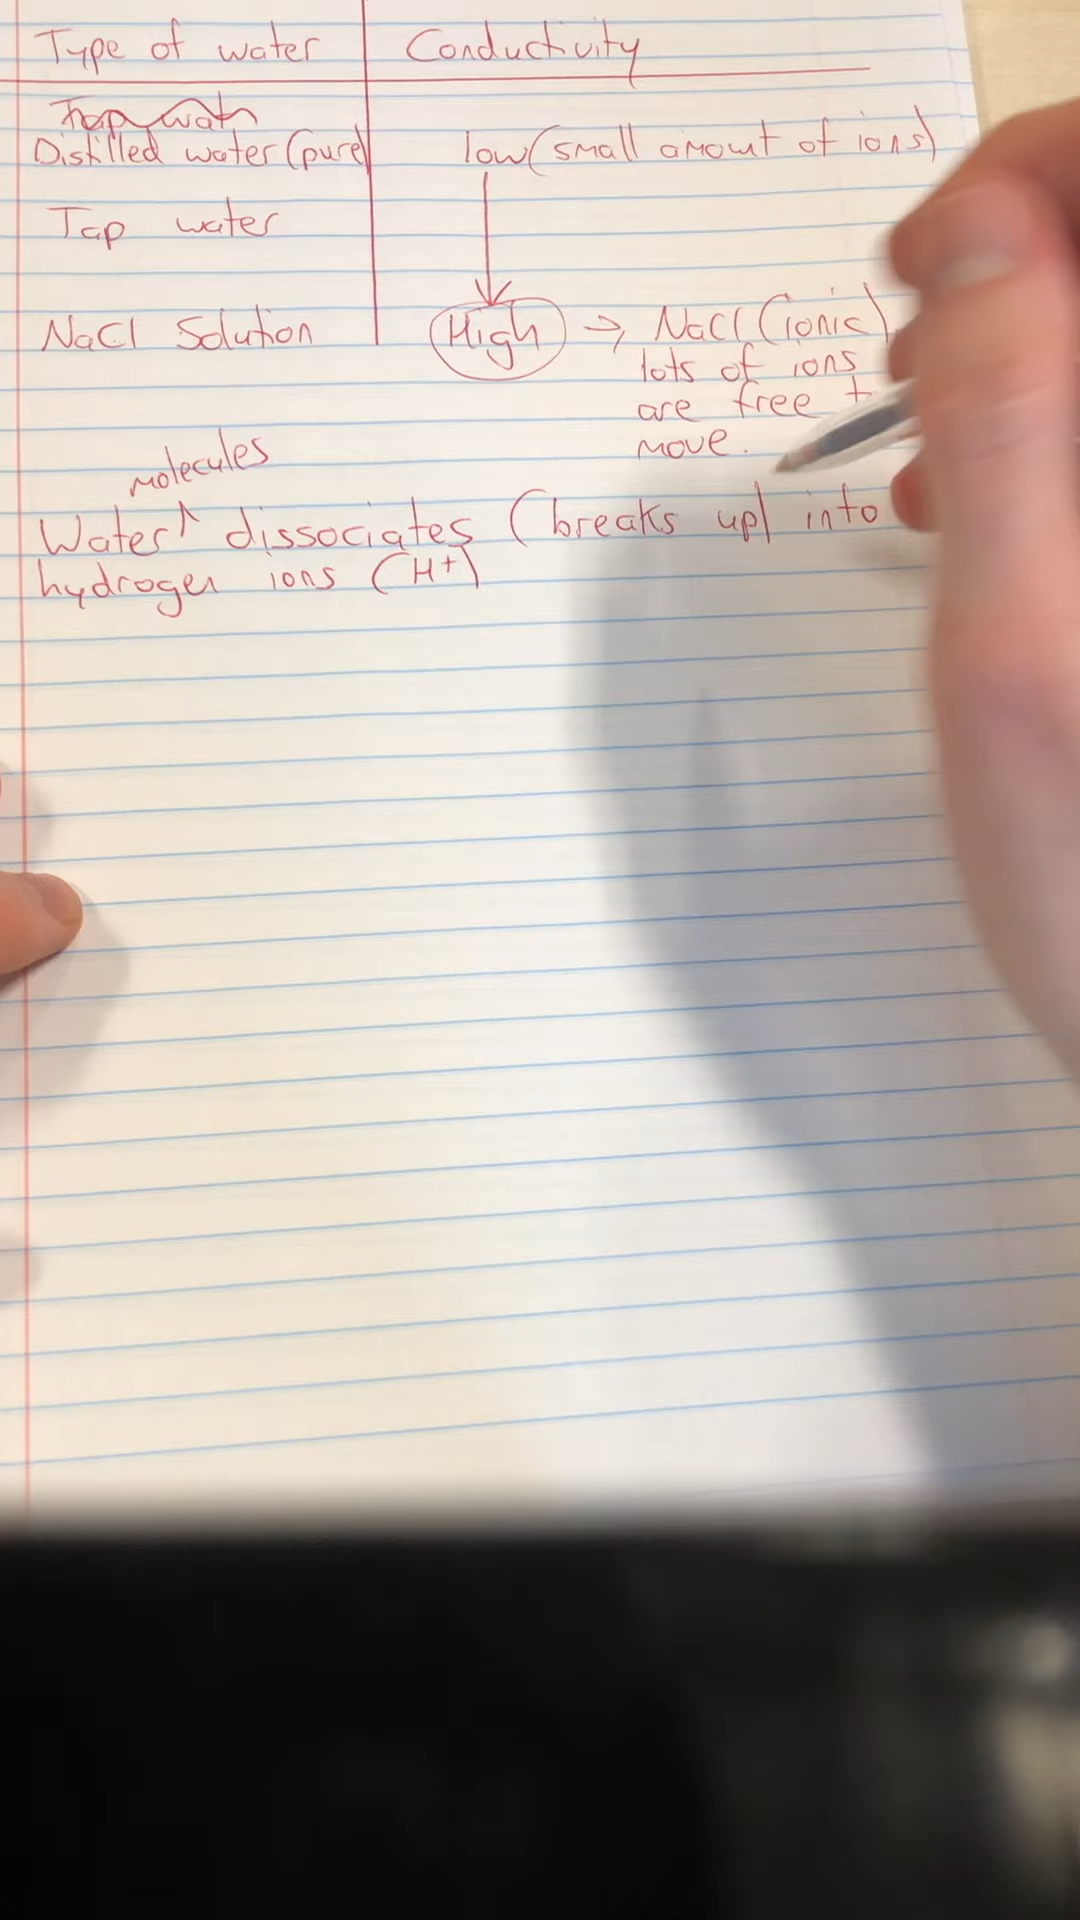 Type of water Conductivity
Distilled water (pure) low (small amount of ions)
Tap water
NaCl Solution High → NaCl (ionic)
lots of ions
are free
move.
molecules
Water ^ dissociates (breaks up) into
hydrogen ions (H+)